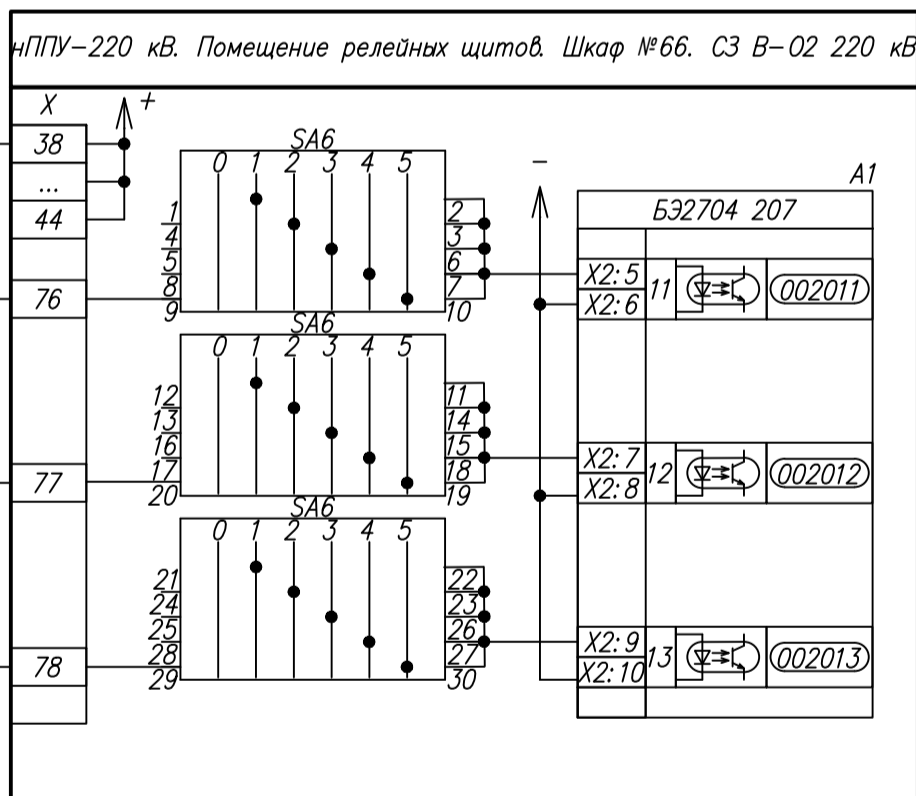 нППУ-220 кВ. Помещение релейных щитов. Шкаф №66. СЗ В-02 220 кВ
X
+
38
...
44
76
77
78
SA6
0 1 2 3 4 5
1 2
4 3
5 6
8 7
9 10
SA6
0 1 2 3 4 5
12 11
13 14
16 15
17 18
20 19
SA6
0 1 2 3 4 5
21 22
24 23
25 26
28 27
29 30
-
A1
БЭ2704 207
X2:5
X2:6
11
002011
X2:7
X2:8
12
002012
X2:9
X2:10
13
002013